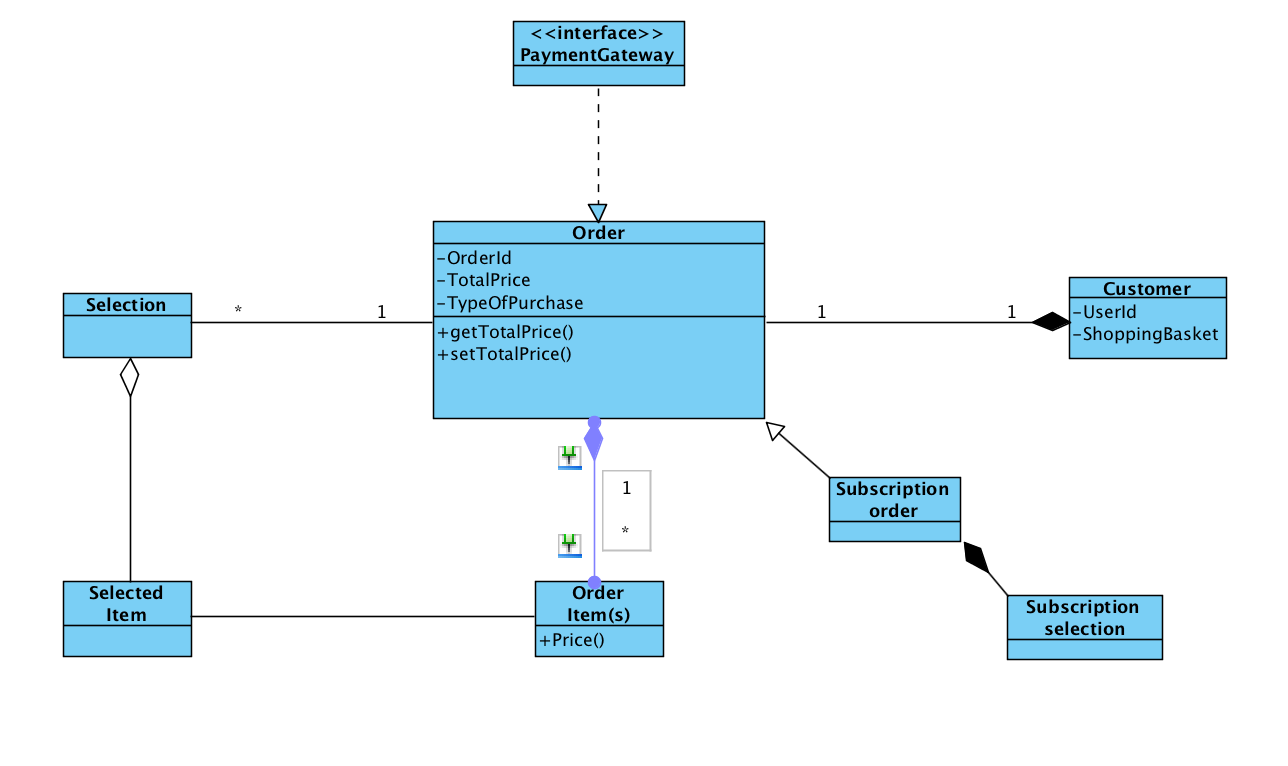 <<interface>>
PaymentGateway
Order
-OrderId
-TotalPrice
-TypeOfPurchase
+getTotalPrice()
+setTotalPrice()
Selection
*
1
1
1
Customer
-UserId
-ShoppingBasket
1
*
Subscription
order
Selected
Item
Order
Item(s)
+Price()
Subscription
selection